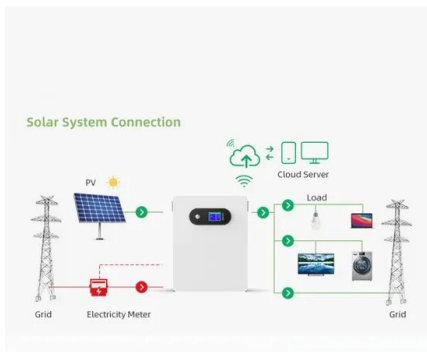 Solar System Connection
Cloud Server
PV
Load
Grid
Electricity Meter
Grid